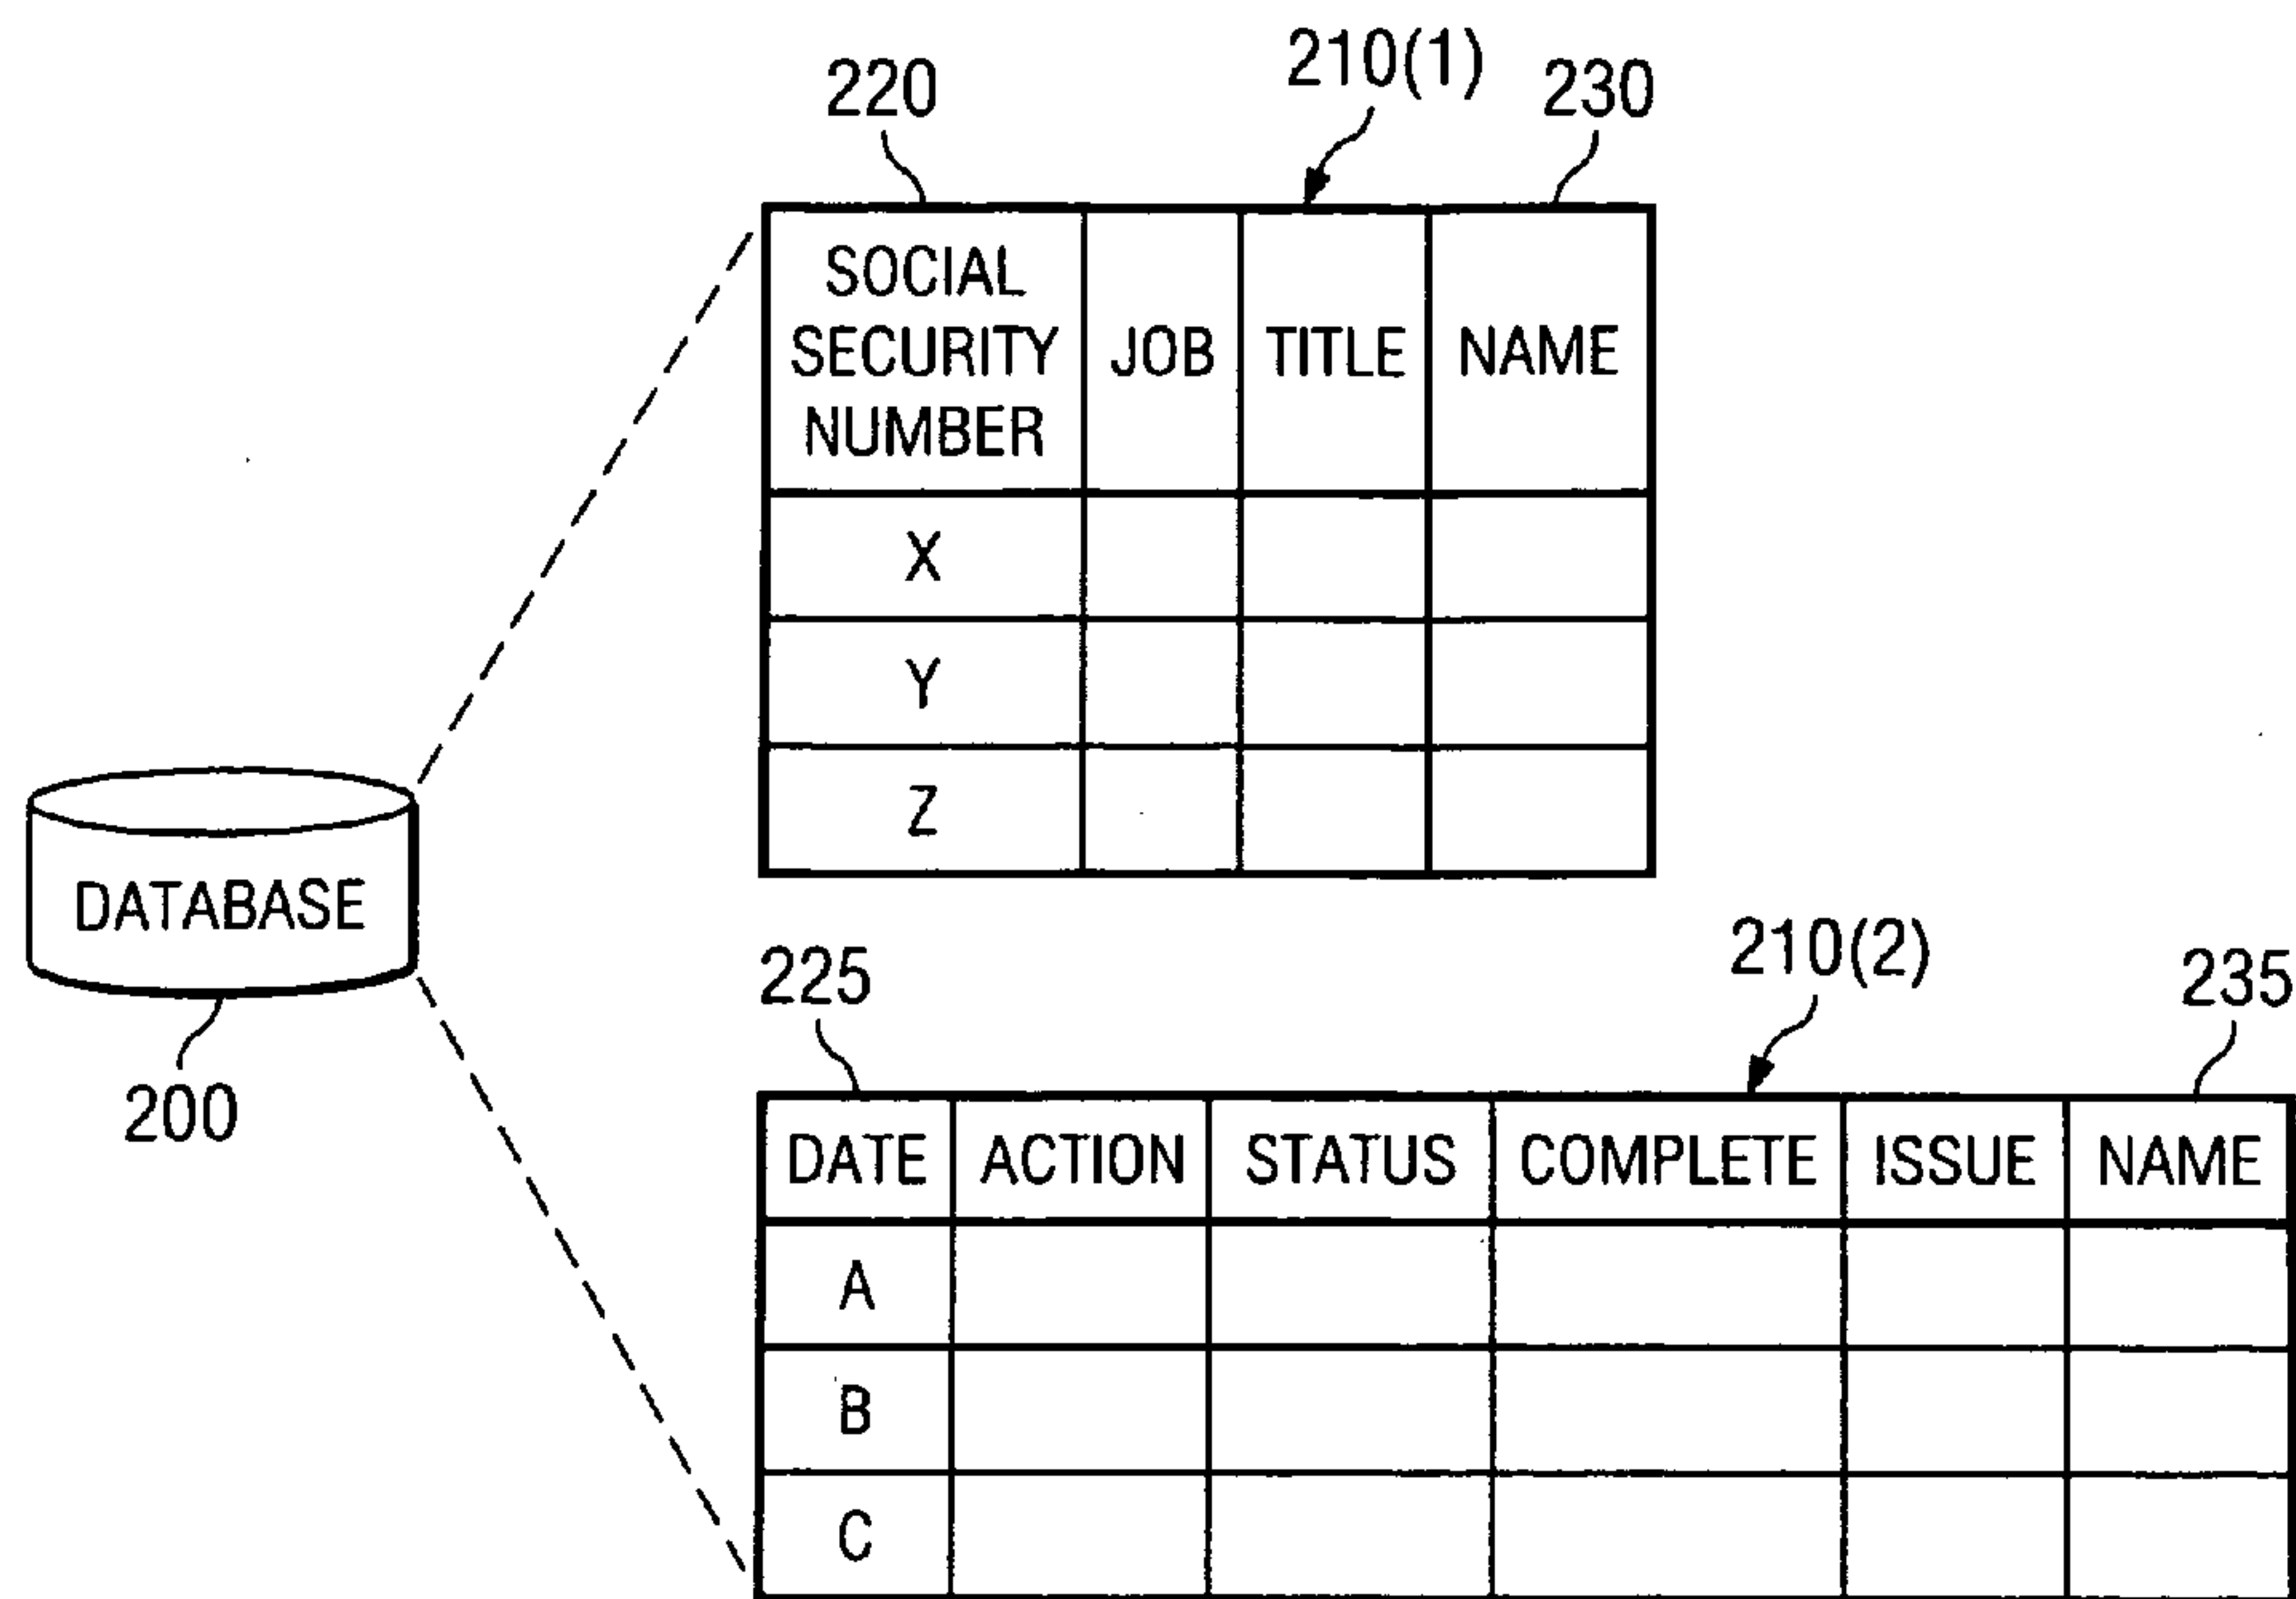 220 210(1) 230
SOCIAL
SECURITY
NUMBER
JOB TITLE NAME
X
Y
Z
DATABASE
200
225 210(2) 235
DATE ACTION STATUS COMPLETE ISSUE NAME
A
B
C